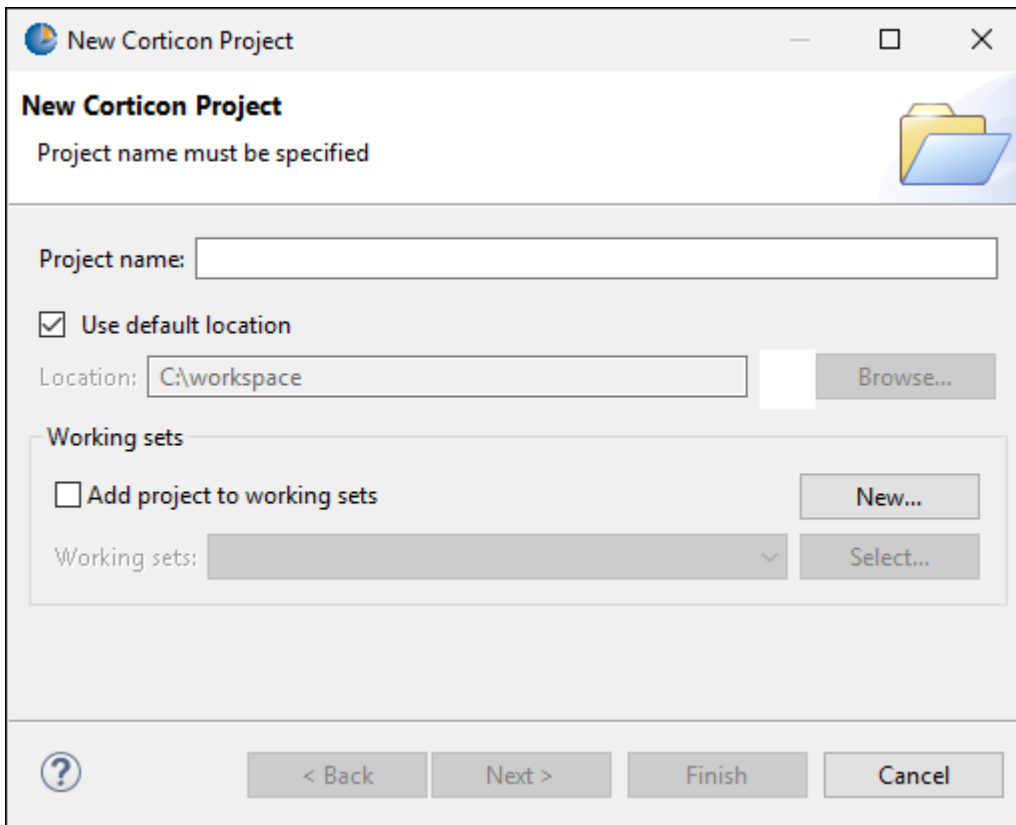 New Corticon Project
New Corticon Project
Project name must be specified
Project name:
Use default location
Location: C:\workspace Browse...
Working sets
Add project to working sets New...
Working sets: Select...
? < Back Next > Finish Cancel